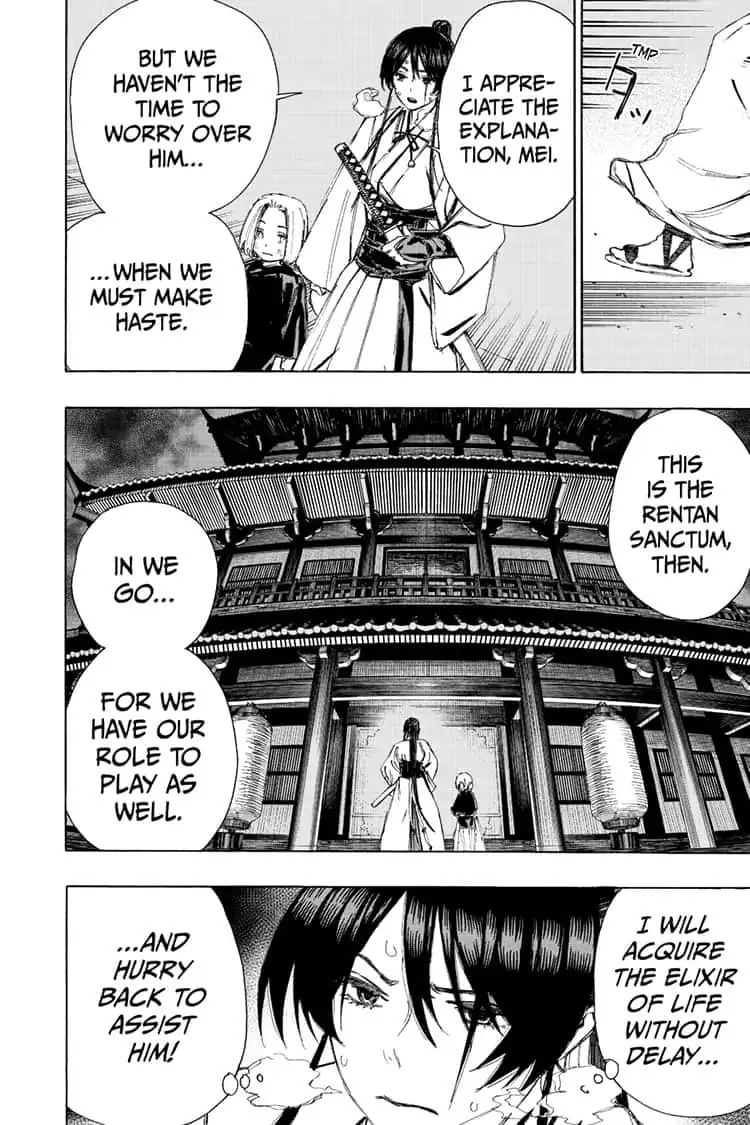 TMP
タッ
I APPRE-
CIATE THE
EXPLANA-
TION, MEI.
BUT WE
HAVEN'T THE
TIME TO
WORRY OVER
HIM...
...WHEN WE
MUST MAKE
HASTE.
THIS
IS THE
RENTAN
SANCTUM,
THEN.
IN WE
GO...
FOR WE
HAVE OUR
ROLE TO
PLAY AS
WELL.
I WILL
ACQUIRE
THE ELIXIR
OF LIFE
WITHOUT
DELAY...
...AND
HURRY
BACK TO
ASSIST
HIM!